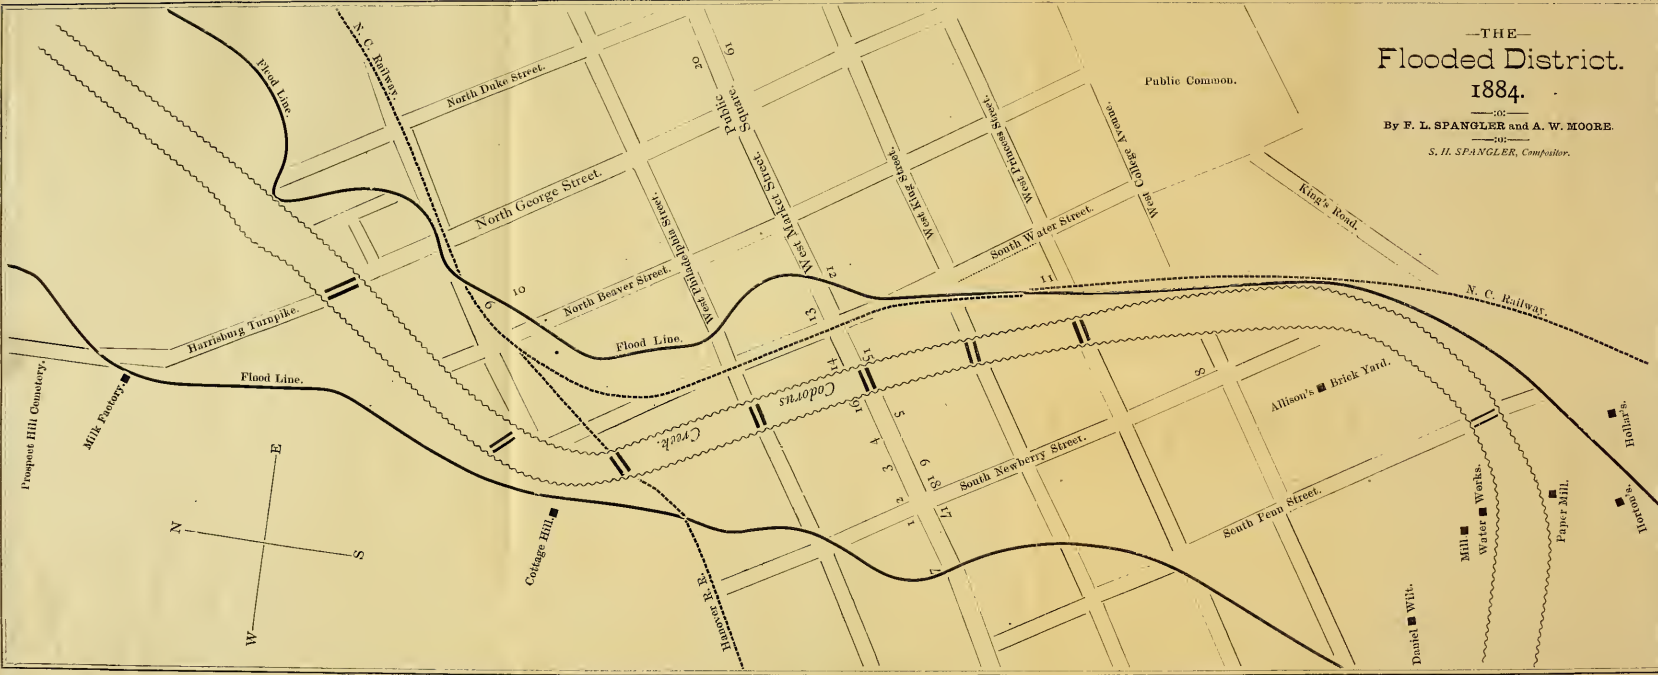 —THE—
Flooded District.
1884.
—:o:—
By F. L. SPANGLER and A. W. MOORE.
—:o:—
S. H. SPANGLER, Compositor.
Flood Line.
N. C. Railway.
North Duke Street.
20
19
Public
Square.
Public Common.
West Princess Street.
West College Avenue.
West
West King Street.
West Market Street.
North George Street.
West Philadelphia Street.
King's Road.
South Water Street.
North Beaver Street.
Harrisburg Turnpike.
9
10
12
11
13
N. C. Railway.
Flood Line.
14
15
16
Codorus
Creek.
Flood Line.
8
Allison's Brick Yard.
Prospect Hill Cemetery.
Milk Factory.
5
4
3
6
18
2
1
17
7
South Newberry Street.
South Penn Street.
Hollar's.
Horton's.
Paper Mill.
Water Works.
Mill
Daniel Wilt.
Cottage Hill.
Hanover R. R.
N
E
S
W